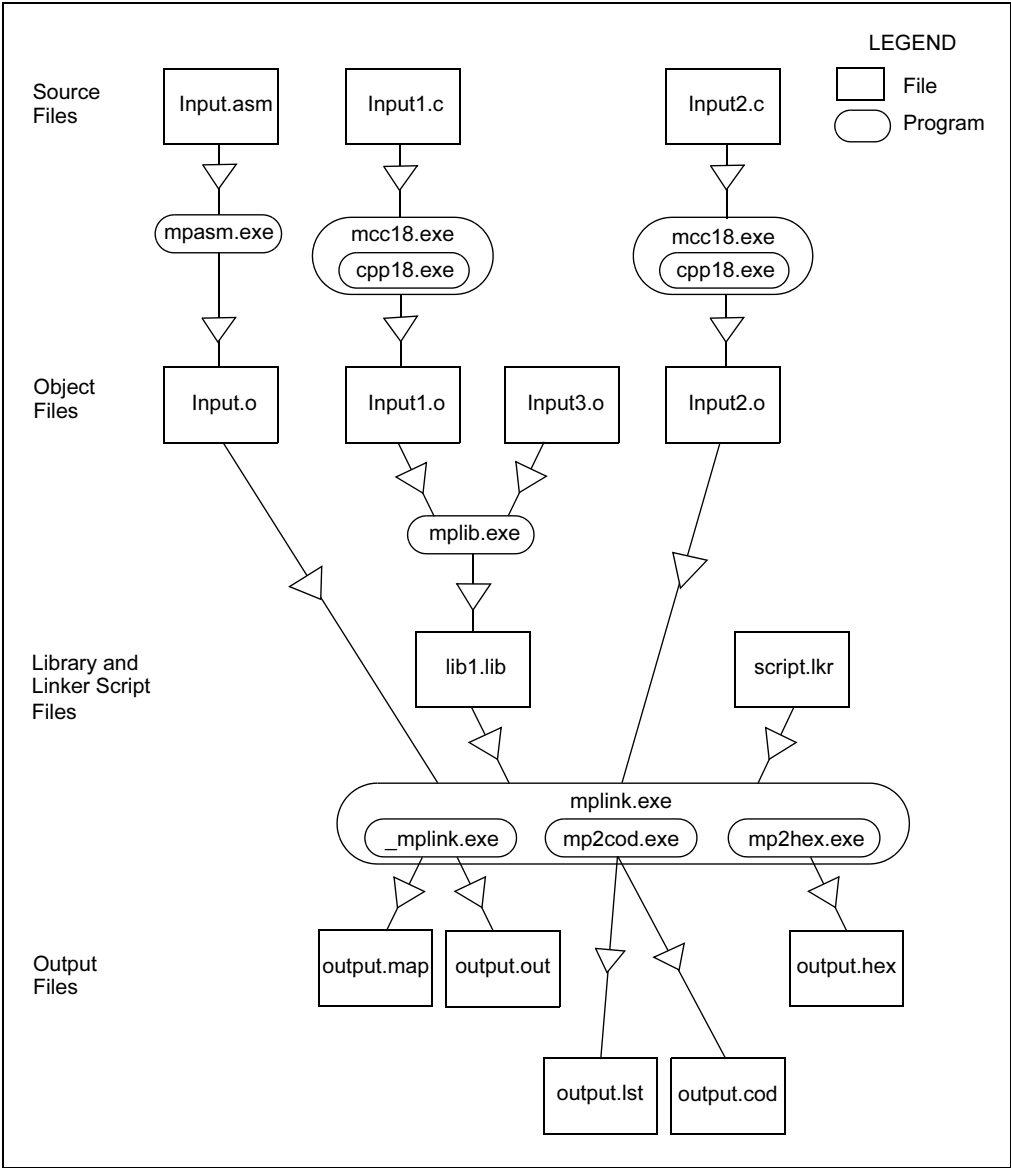 LEGEND
File
Program
Source
Files
Input.asm
Input1.c
Input2.c
mpasm.exe
mcc18.exe
cpp18.exe
mcc18.exe
cpp18.exe
Object
Files
Input.o
Input1.o
Input3.o
Input2.o
mplib.exe
Library and
Linker Script
Files
lib1.lib
script.lkr
mplink.exe
_mplink.exe
mp2cod.exe
mp2hex.exe
Output
Files
output.map
output.out
output.hex
output.lst
output.cod